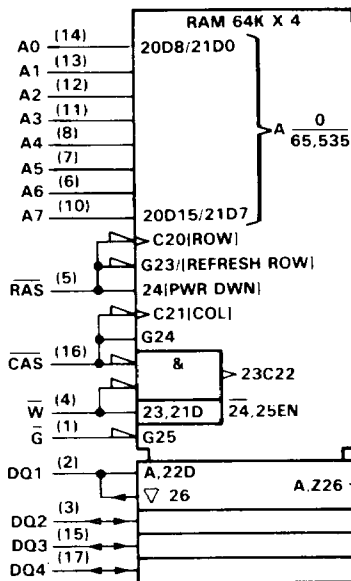 RAM 64K X 4
A0 (14) 20D8/21D0
A1 (13)
A2 (12)
A3 (11)
A4 (8)
A5 (7)
A6 (6)
A7 (10) 20D15/21D7
A 0
65,535
C20[ROW]
G23/[REFRESH ROW]
RAS (5) 24[PWR DWN]
C21[COL]
G24
CAS (16) &
23C22
W (4) 23,21D 24,25EN
G (1) G25
DQ1 (2) A,22D
▽ 26 A,Z26
DQ2 (3)
DQ3 (15)
DQ4 (17)